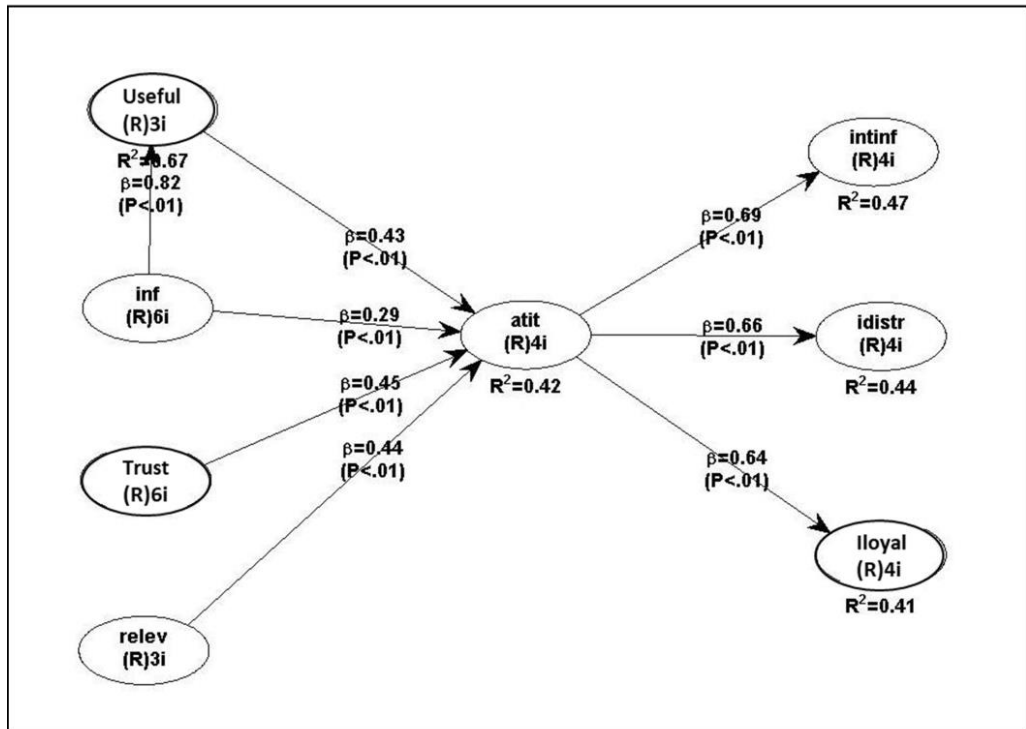 Useful
(R)3i
R²=0.67
β=0.82
(P<.01)
inf
(R)6i
Trust
(R)6i
relev
(R)3i
β=0.43
(P<.01)
β=0.29
(P<.01)
β=0.45
(P<.01)
β=0.44
(P<.01)
atit
(R)4i
R²=0.42
β=0.69
(P<.01)
β=0.66
(P<.01)
β=0.64
(P<.01)
intinf
(R)4i
R²=0.47
idistr
(R)4i
R²=0.44
Iloyal
(R)4i
R²=0.41